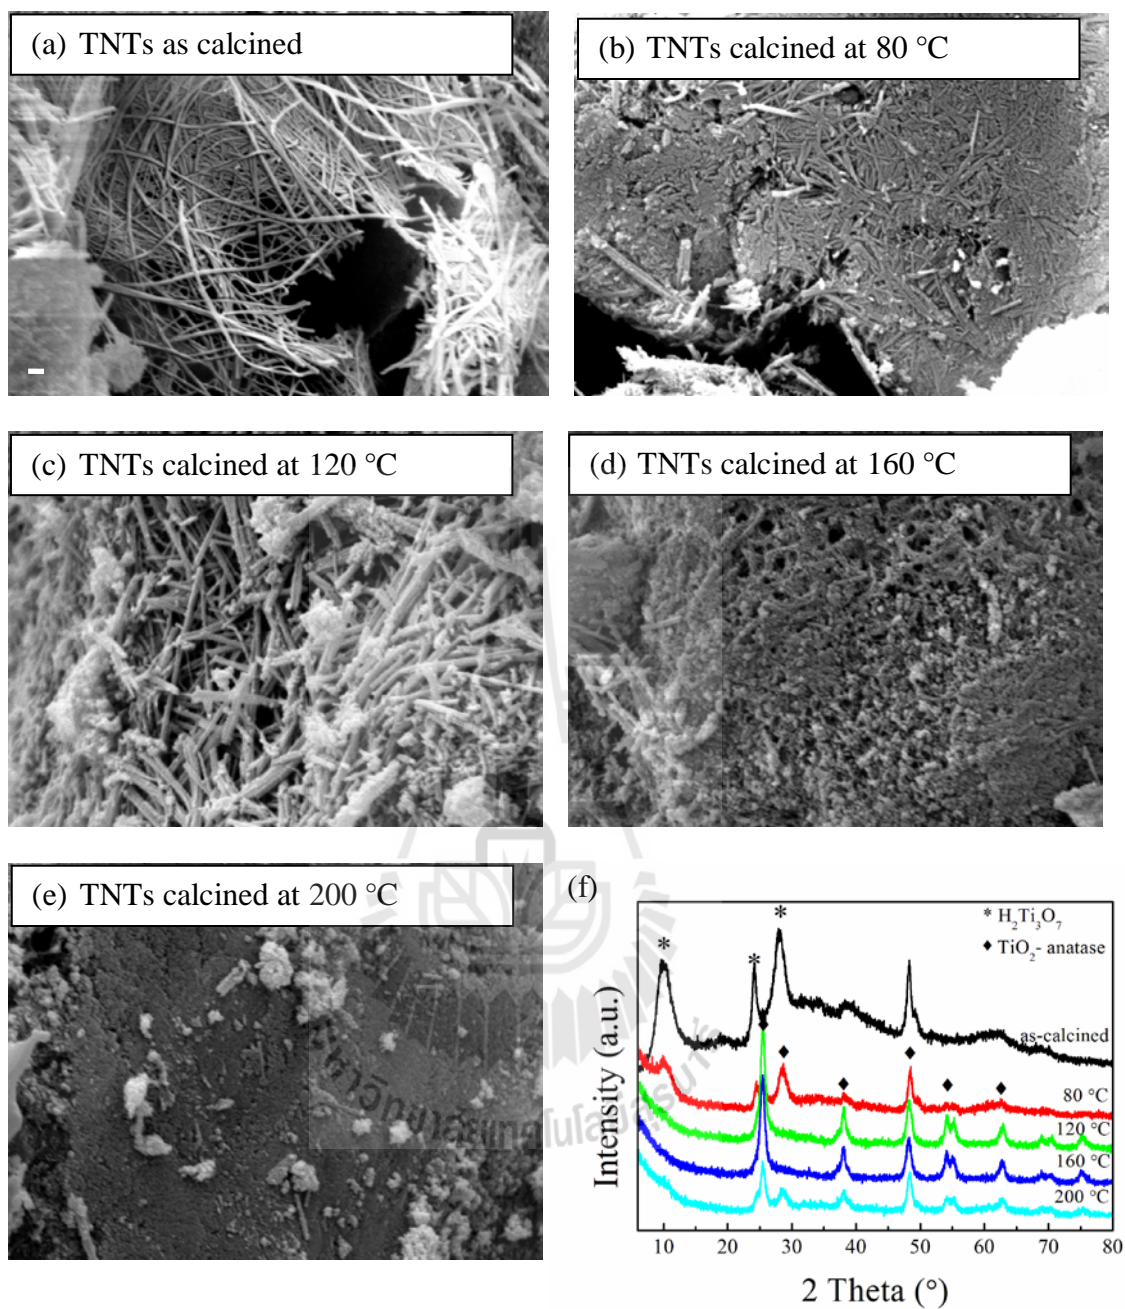 (a) TNTs as calcined
(b) TNTs calcined at 80 °C
(c) TNTs calcined at 120 °C
(d) TNTs calcined at 160 °C
(e) TNTs calcined at 200 °C
(f)
* H₂Ti₃O₇
♦ TiO₂- anatase
Intensity (a.u.)
as-calcined
80 °C
120 °C
160 °C
200 °C
10 20 30 40 50 60 70 80
2 Theta (°)